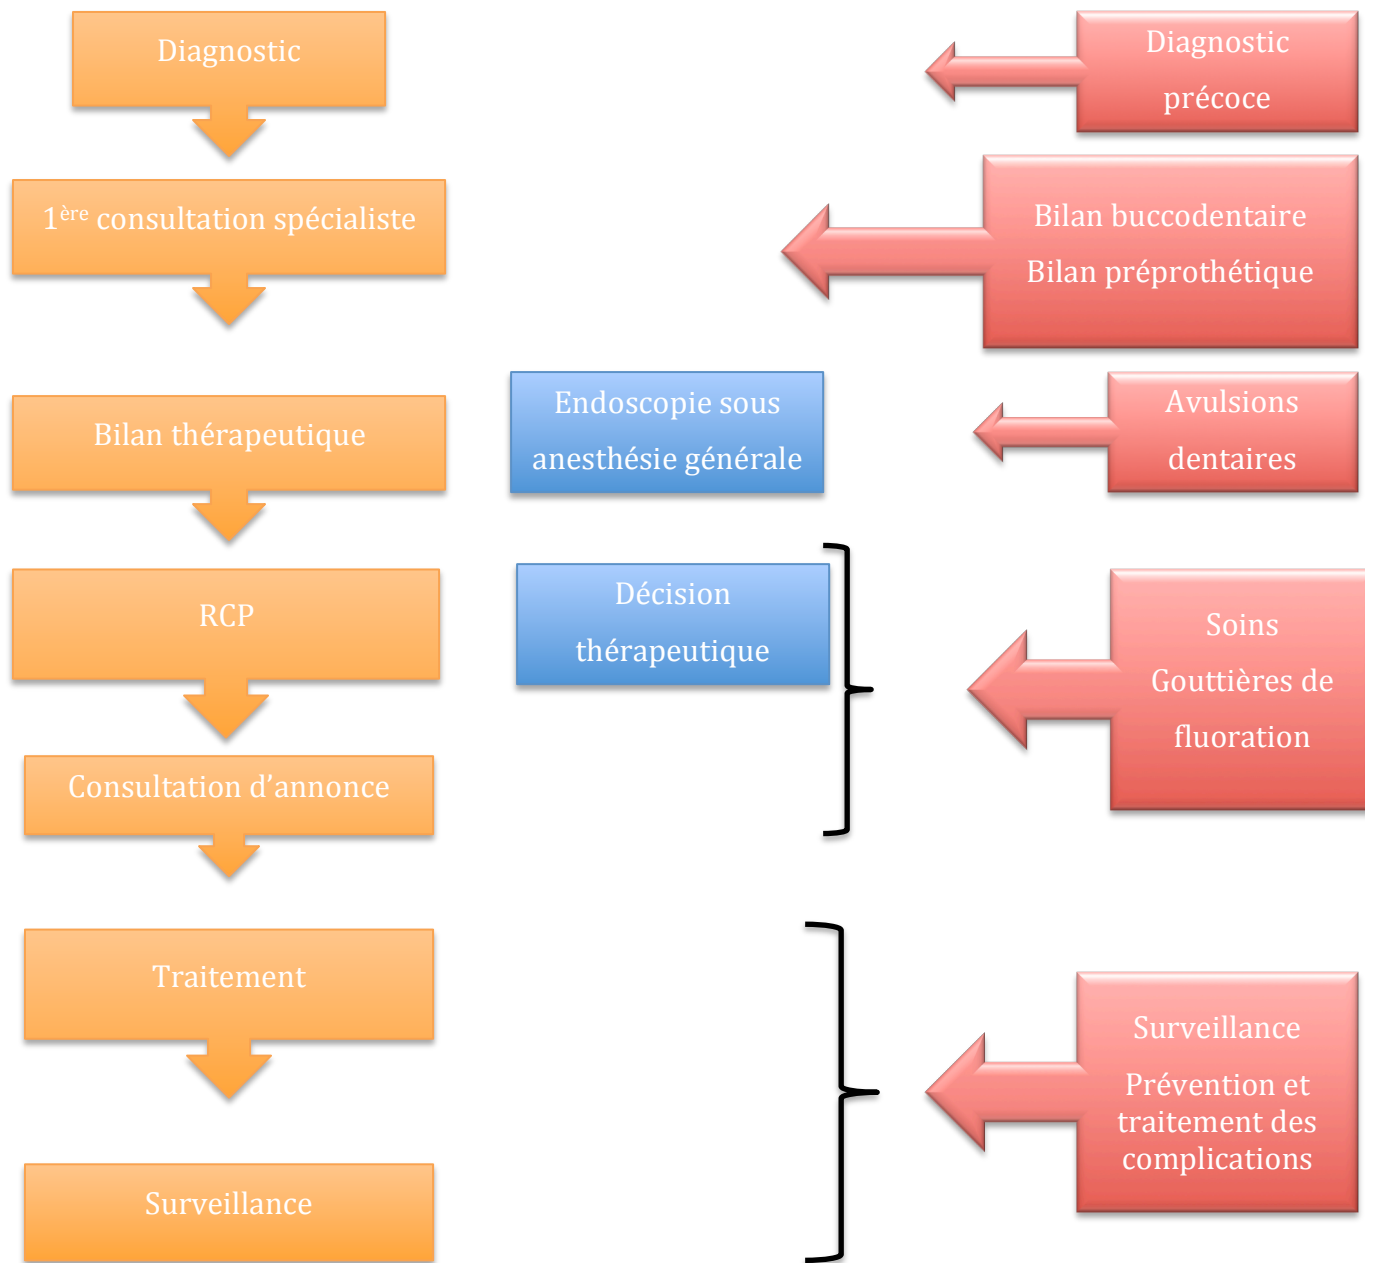 Diagnostic
Diagnostic
précoce
1ère consultation spécialiste
Bilan buccodentaire
Bilan préprothétique
Bilan thérapeutique
Endoscopie sous
anesthésie générale
Avulsions
dentaires
RCP
Décision
thérapeutique
Soins
Gouttières de
fluoration
Consultation d’annonce
Traitement
Surveillance
Prévention et
traitement des
complications
Surveillance